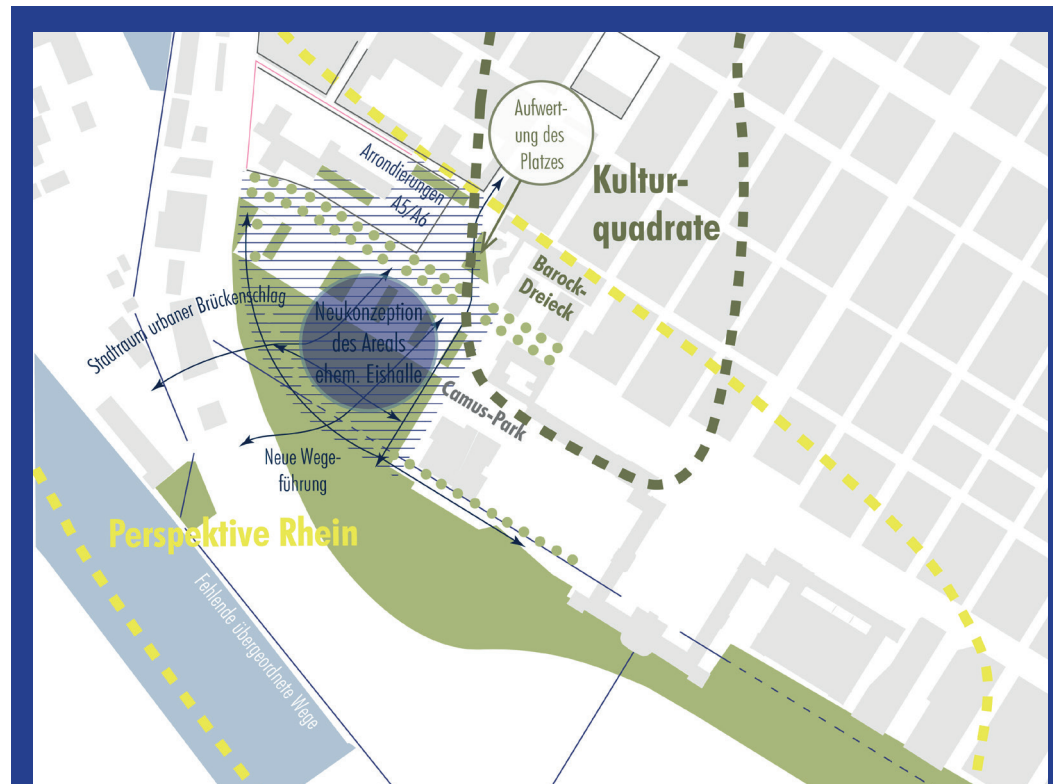 Aufwert-
ung des
Platzes
Arrondierungen
A5/A6
Kultur-
quadrate
Barock-
Dreieck
Stadtraum urbaner Brückenschlag
Neukonzeption
des Areals
ehem. Eishalle
Camus-Park
Neue Wege-
führung
Perspektive Rhein
Fehlende übergeordnete Wege